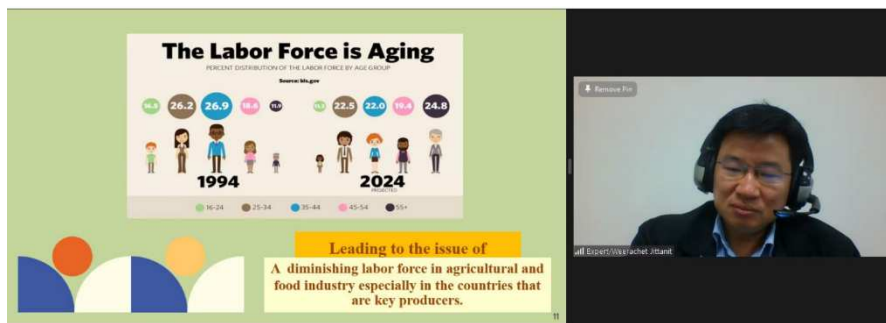 The Labor Force is Aging
PERCENT DISTRIBUTION OF THE LABOR FORCE BY AGE GROUP
Source: bls.gov
26.2
26.9
11.9
22.5
22.0
19.4
24.8
1994
2024
PROJECTED
16-24
25-34
35-44
45-54
55+
Leading to the issue of
A diminishing labor force in agricultural and
food industry especially in the countries that
are key producers.
11
Remove Pin
Expert/Weerachet Jittanit